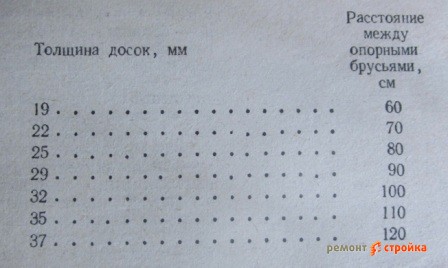 Толщина досок, мм
Расстояние
между
опорными
брусьями,
см
19 . . . . . . . . . . . . . . . . 60
22 . . . . . . . . . . . . . . . . 70
25 . . . . . . . . . . . . . . . . 80
29 . . . . . . . . . . . . . . . . 90
32 . . . . . . . . . . . . . . . . 100
35 . . . . . . . . . . . . . . . . 110
37 . . . . . . . . . . . . . . . . 120
ремонт стройка